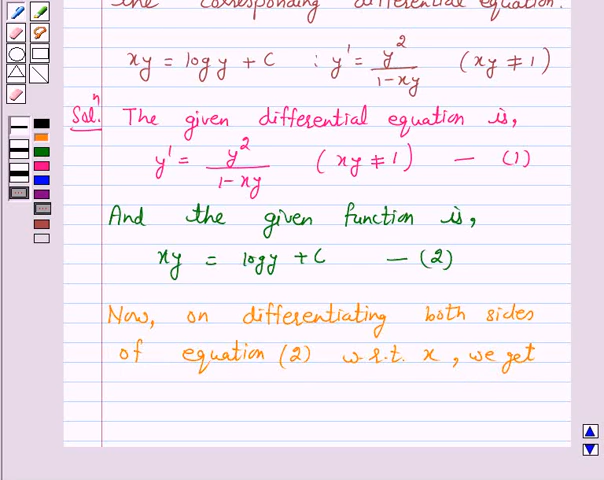 the corresponding differential equation.
xy = log y + C : y' = y²/(1-xy) (xy ≠ 1)
Solⁿ. The given differential equation is,
y' = y²/(1-xy) (xy ≠ 1) — (1)
And the given function is,
xy = log y + C — (2)
Now, on differentiating both sides
of equation (2) w.r.t. x, we get